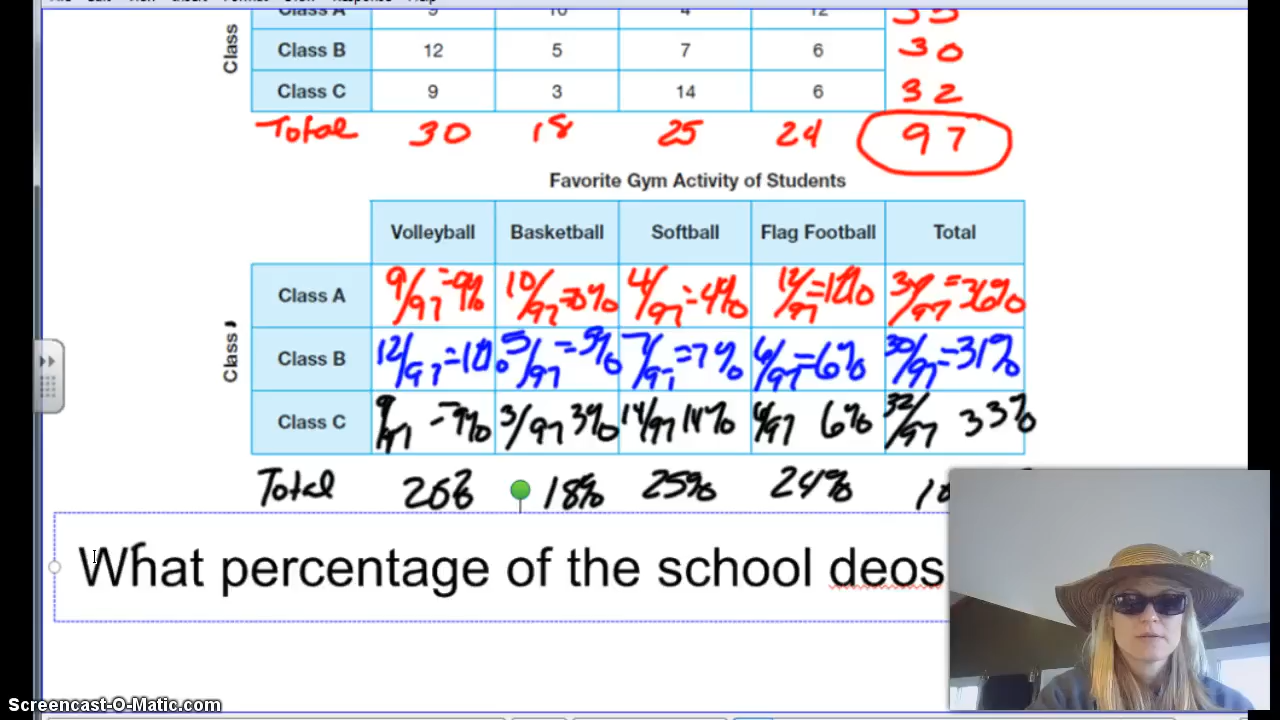 Class A 9 10 4 12 35
Class
Class B 12 5 7 6 30
Class C 9 3 14 6 32
Total 30 18 25 24 97
Favorite Gym Activity of Students
Volleyball Basketball Softball Flag Football Total
Class A 9/97 = 9% 10/97 4/97 = 4% 12/97 /97 = 36%
Class
Class B 12/97 5/97 = 5% 7/97 = 7% 6/97 = 6% 30/97 = 31%
Class C 9/97 = 9% 3/97 3% 14/97 14% 6/97 6% 32/97 33%
Total 18% 25% 24%
What percentage of the school deos
Screencast-O-Matic.com